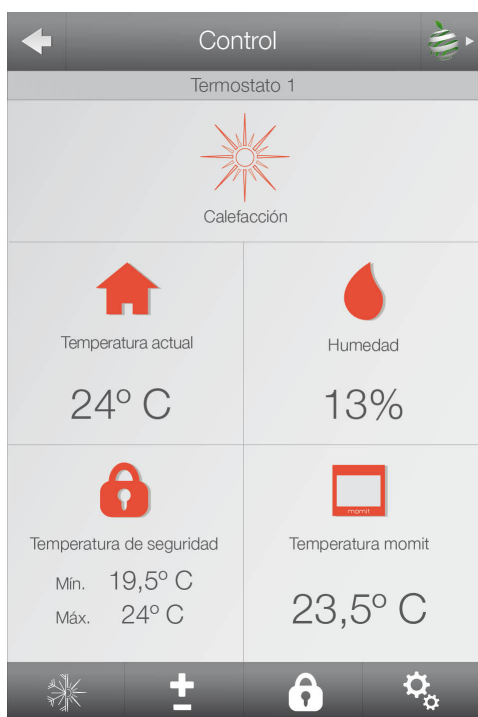 Control
Termostato 1
Calefacción
Temperatura actual
24º C
Humedad
13%
Temperatura de seguridad
Mín. 19,5º C
Máx. 24º C
momit
Temperatura momit
23,5º C